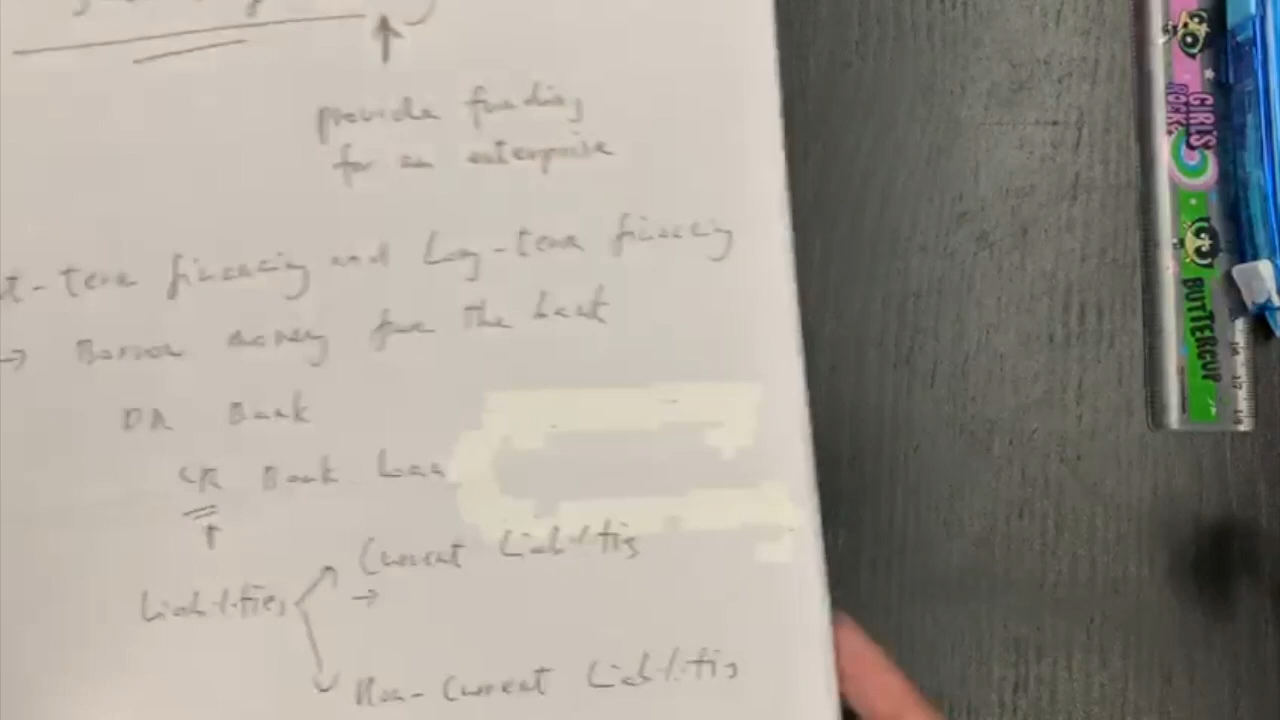 provide funding
for an enterprise
t-term financing and Long-term financing
→ Borrow money from the bank
DR Bank
CR Bank Loan
Current Liabilities
Liabilities
→
Non-Current Liabilities
GIRLS
ROCK
BUTTERCUP